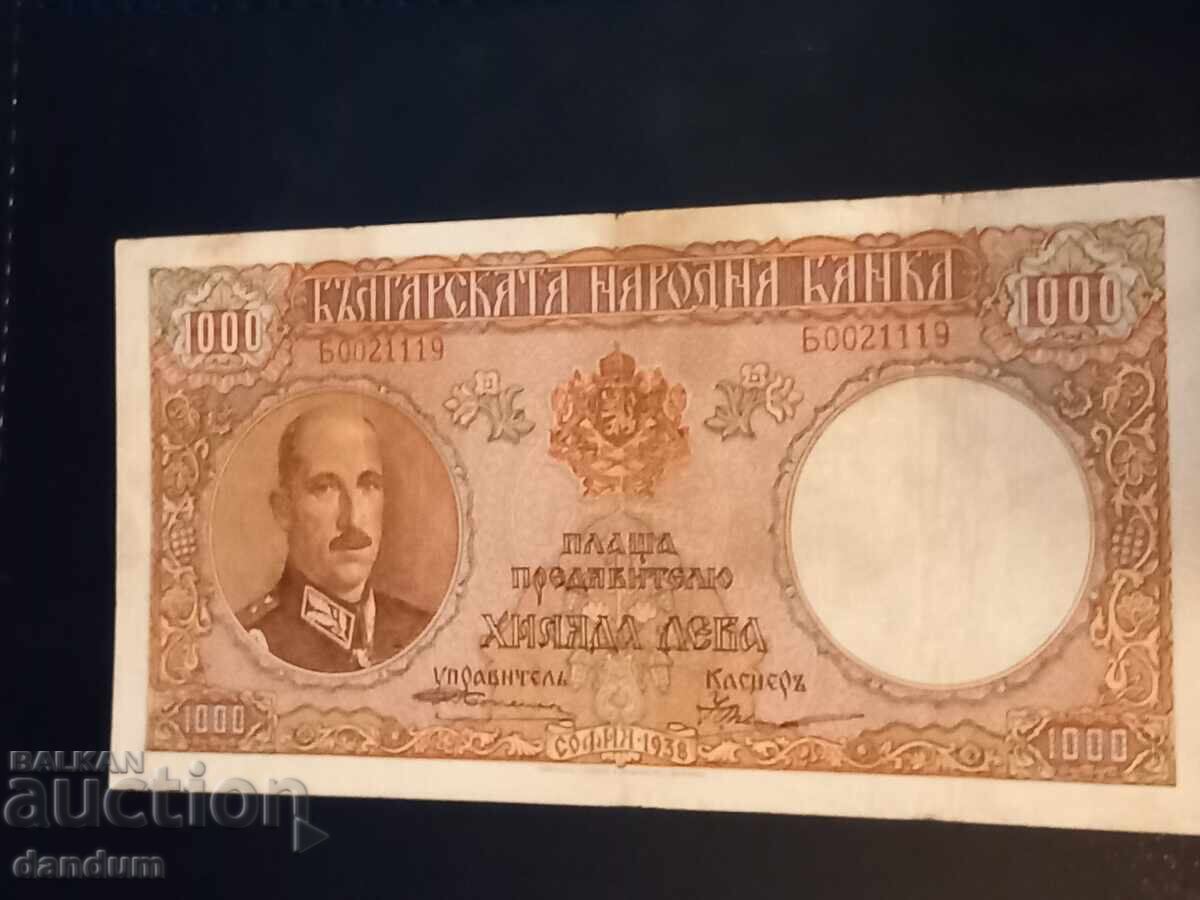 БЪЛГАРСКАТА НАРОДНА БАНКА
1000 1000
Б0021119 Б0021119
ПЛАЩА
ПРЕДЯВИТЕЛЮ
ХИЛЯДА ЛЕВА
УПРАВИТЕЛЬ КАСИЕРЪ
1000 СОФИЯ·1938 1000
BALKAN
auction
dandum